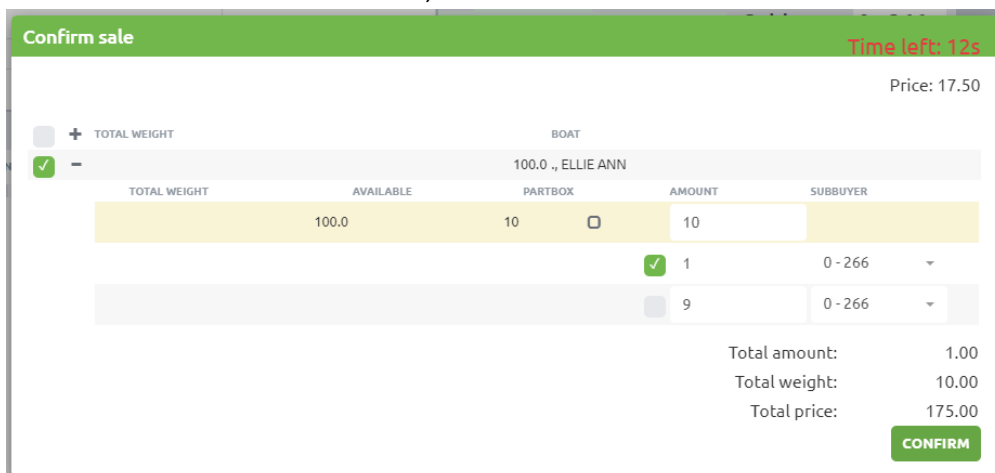 Confirm sale
Time left: 12s
Price: 17.50
TOTAL WEIGHT BOAT
100.0 ., ELLIE ANN
TOTAL WEIGHT AVAILABLE PARTBOX AMOUNT SUBBUYER
100.0 10 10
1 0 - 266
9 0 - 266
Total amount: 1.00
Total weight: 10.00
Total price: 175.00
CONFIRM